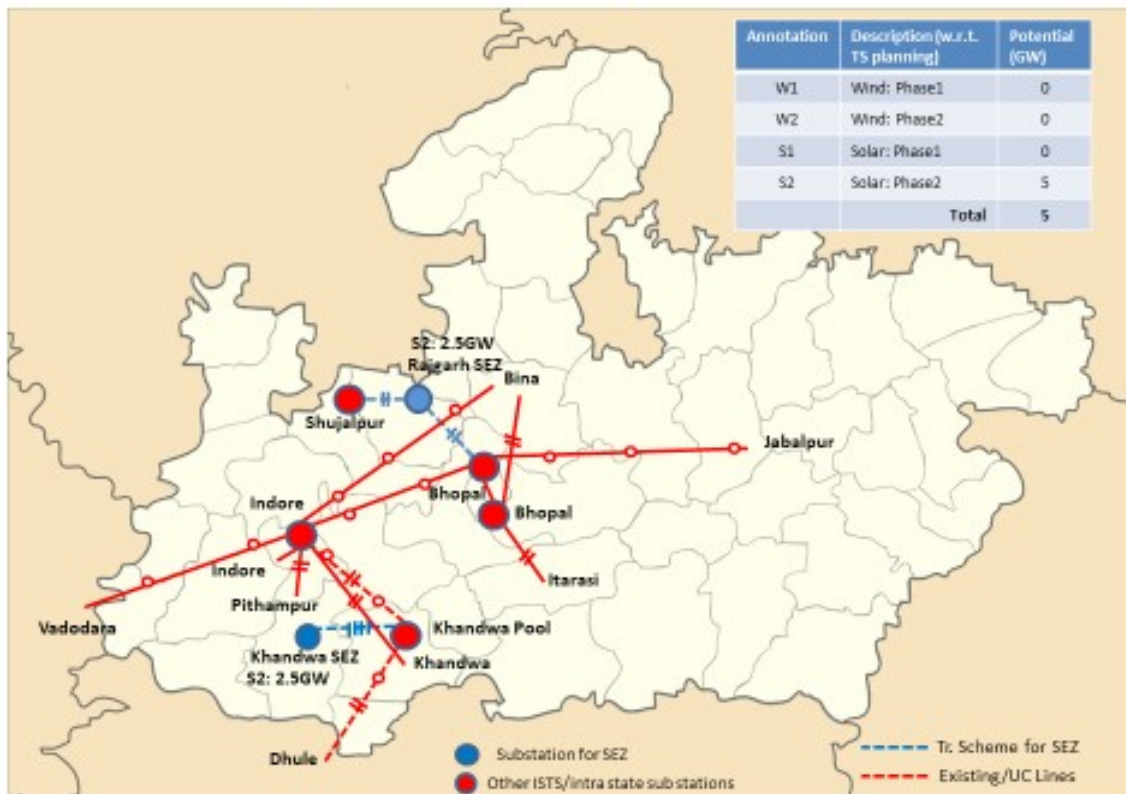 Annotation Description (w.r.t. TS planning) Potential (GW)
W1 Wind: Phase1 0
W2 Wind: Phase2 0
S1 Solar: Phase1 0
S2 Solar: Phase2 5
Total 5
S2: 2.5GW
Rajgarh SEZ
Bina
Shujalpur
Jabalpur
Bhopal
Indore
Bhopal
Indore
Itarasi
Pithampur
Vadodara
Khandwa Pool
Khandwa SEZ
Khandwa
S2: 2.5GW
Dhule
Substation for SEZ
Other ISTS/intra state substations
Tr. Scheme for SEZ
Existing/UC Lines